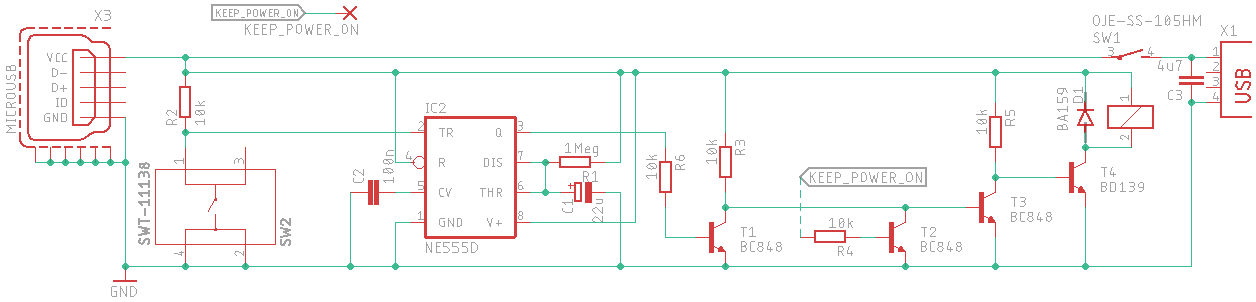 X3
KEEP_POWER_ON
KEEP_POWER_ON
MICROUSB
VCC
D-
D+
ID
GND
R2
10k
1
3
SWT-11138
SW2
4
2
GND
C2
100n
IC2
2
TR
Q
3
4
R
DIS
7
5
CV
THR
6
1
GND
V+
8
NE555D
1Meg
R1
C1
+
22u
10k
R6
10k
R3
T1
BC848
KEEP_POWER_ON
10k
R4
T2
BC848
10k
R5
T3
BC848
BA159
D1
1
2
T4
BD139
OJE-SS-105HM
SW1
3
4
4u7
C3
X1
1
2
3
4
USB